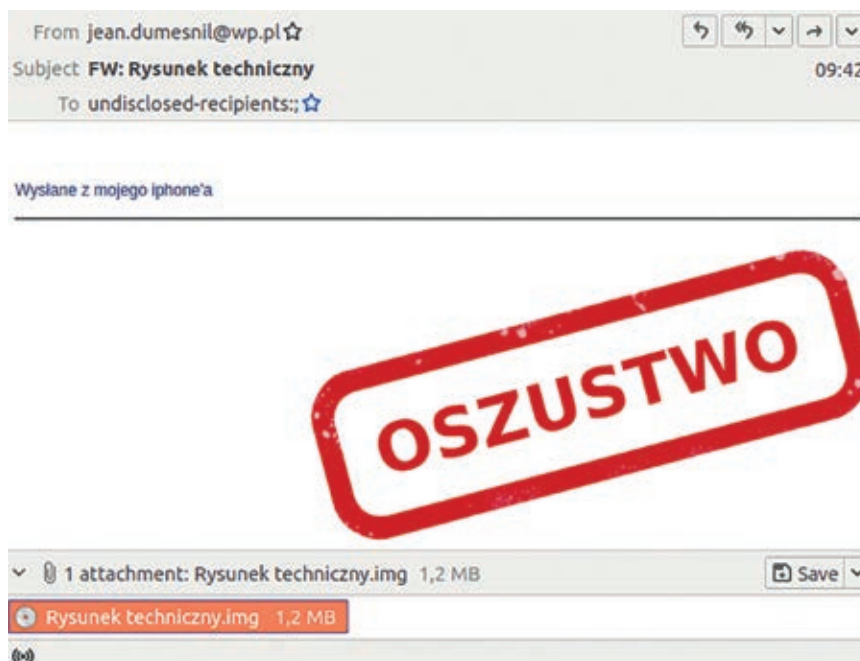 From jean.dumesnil@wp.pl
Subject FW: Rysunek techniczny 09:42
To undisclosed-recipients:;
Wysłane z mojego iphone'a
OSZUSTWO
1 attachment: Rysunek techniczny.img 1,2 MB Save
Rysunek techniczny.img 1,2 MB